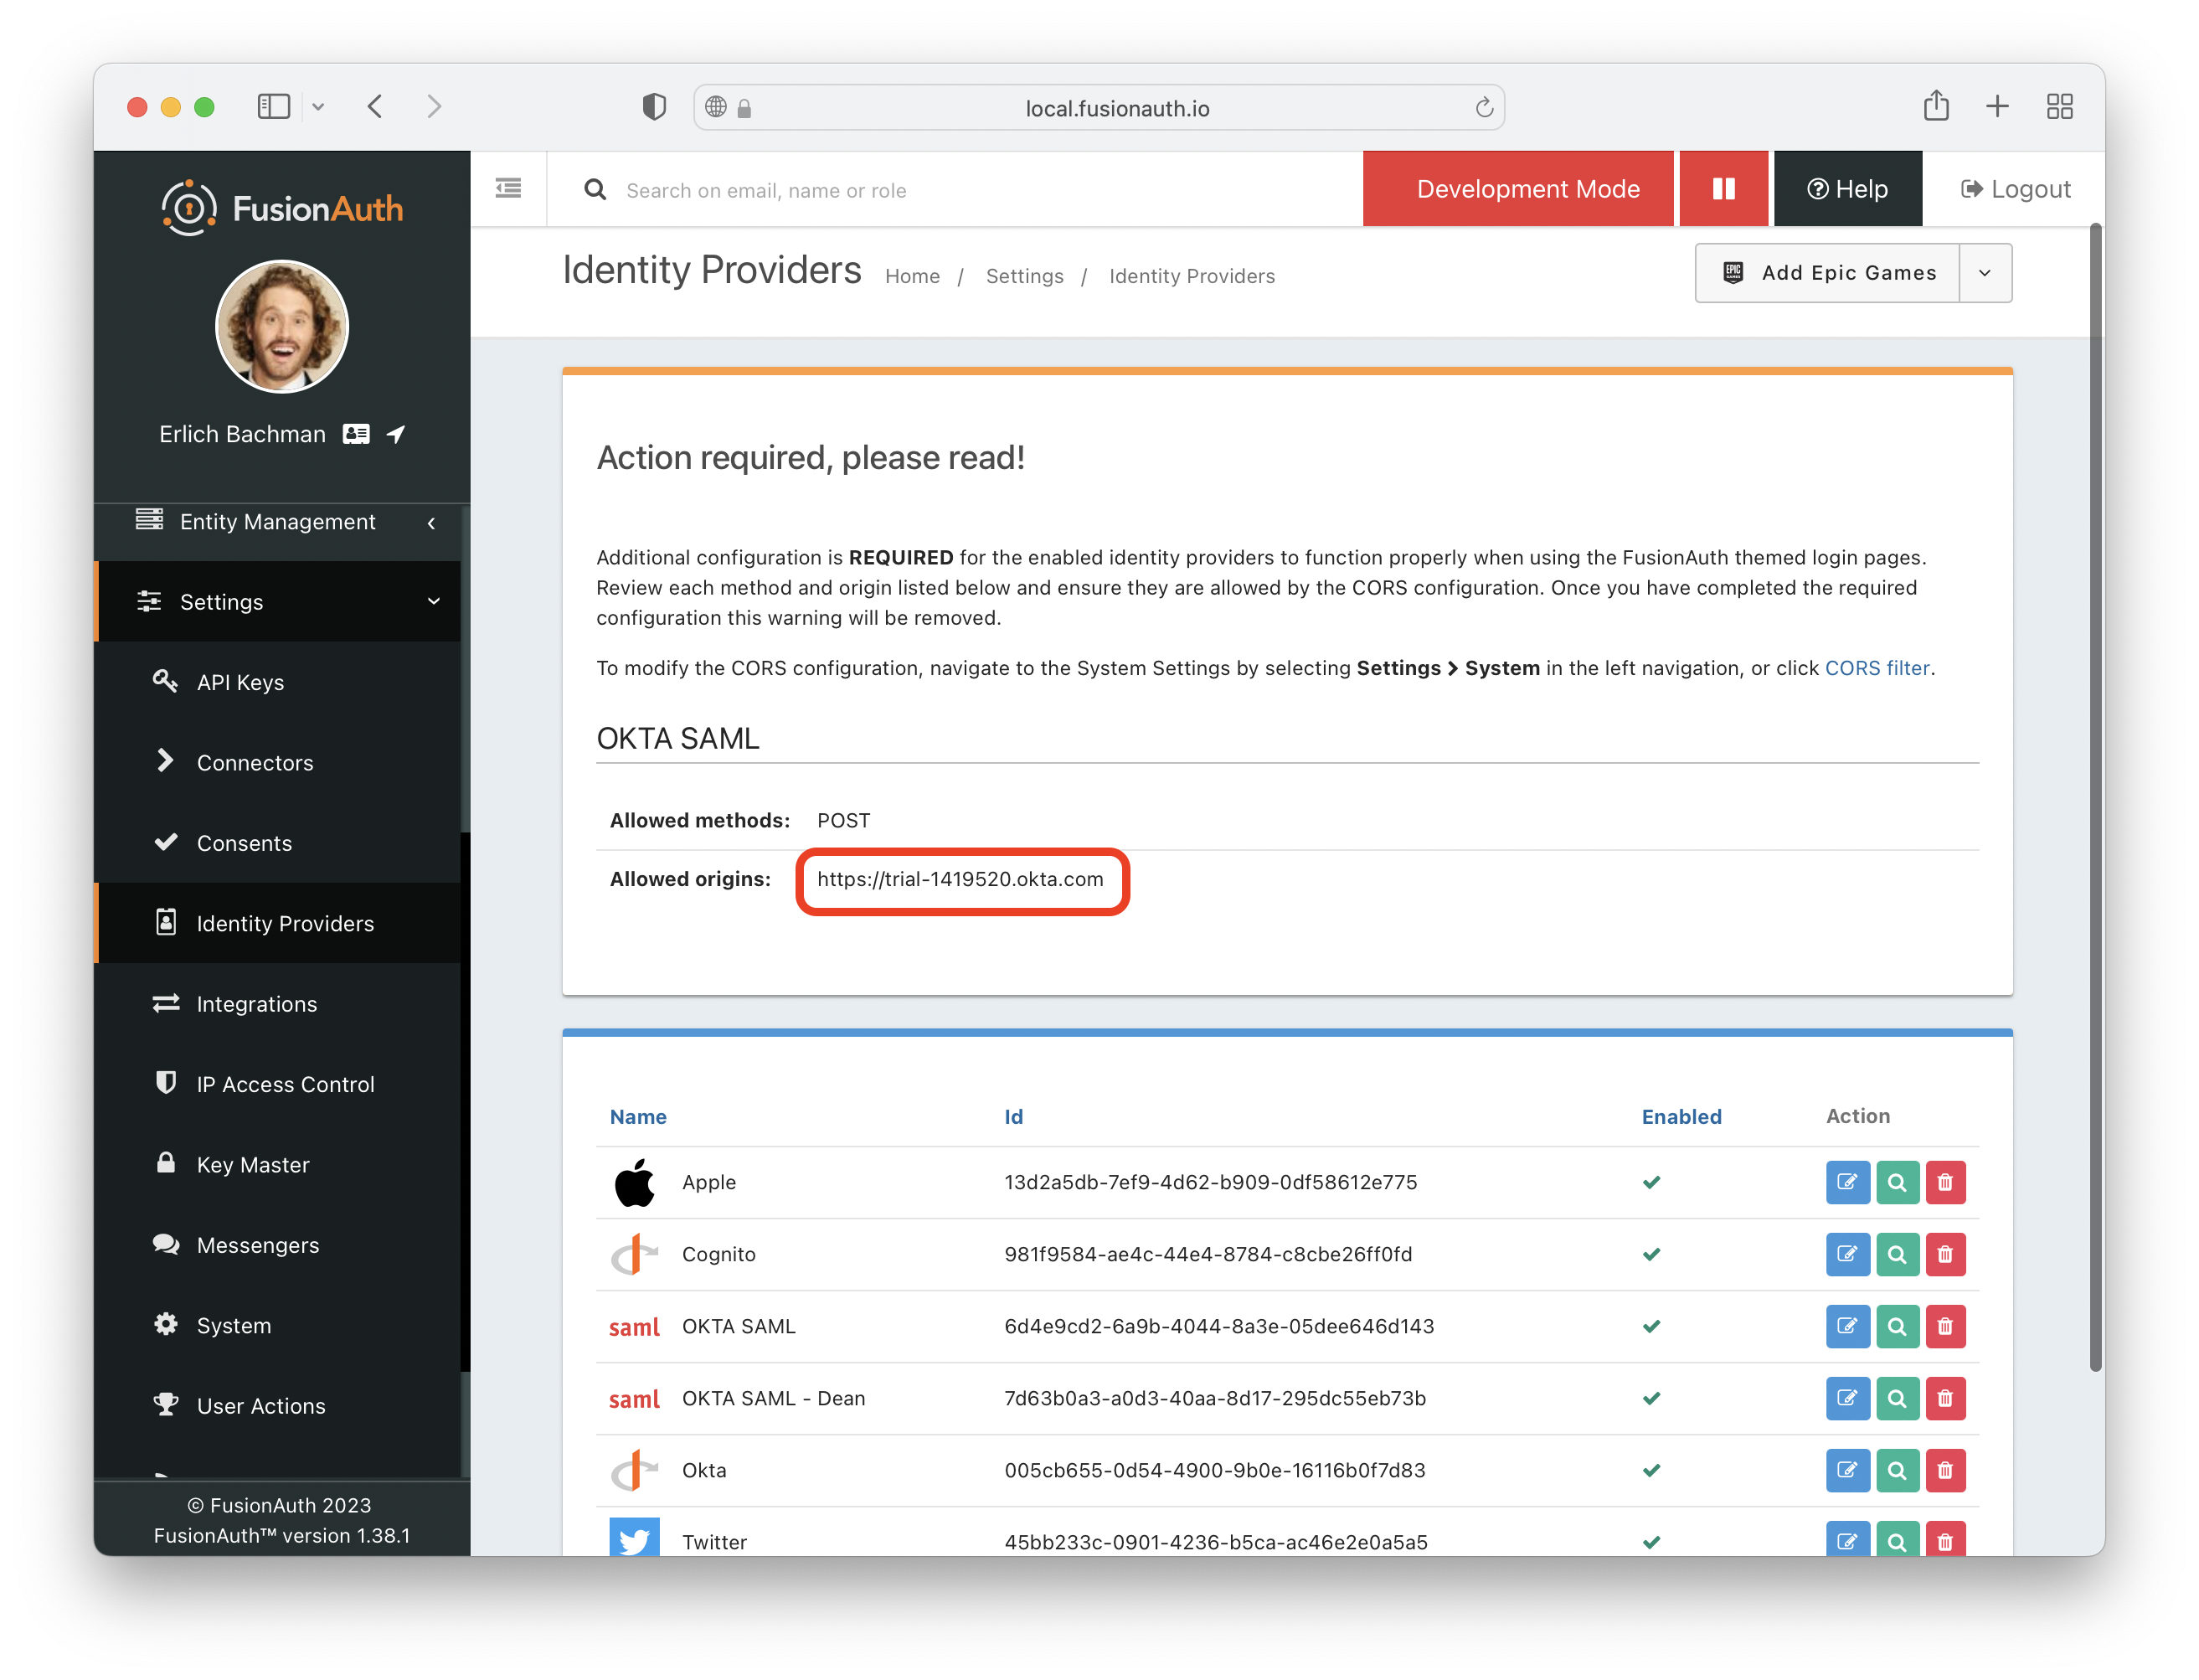 local.fusionauth.io
FusionAuth
Search on email, name or role
Development Mode
Help
Logout
Identity Providers
Home / Settings / Identity Providers
EPIC GAMES
Add Epic Games
Erlich Bachman
Entity Management
Settings
API Keys
Connectors
Consents
Identity Providers
Integrations
IP Access Control
Key Master
Messengers
System
User Actions
© FusionAuth 2023
FusionAuth™ version 1.38.1
Action required, please read!
Additional configuration is REQUIRED for the enabled identity providers to function properly when using the FusionAuth themed login pages.
Review each method and origin listed below and ensure they are allowed by the CORS configuration. Once you have completed the required
configuration this warning will be removed.
To modify the CORS configuration, navigate to the System Settings by selecting Settings > System in the left navigation, or click CORS filter.
OKTA SAML
Allowed methods: POST
Allowed origins: https://trial-1419520.okta.com
Name Id Enabled Action
Apple 13d2a5db-7ef9-4d62-b909-0df58612e775
Cognito 981f9584-ae4c-44e4-8784-c8cbe26ff0fd
saml OKTA SAML 6d4e9cd2-6a9b-4044-8a3e-05dee646d143
saml OKTA SAML - Dean 7d63b0a3-a0d3-40aa-8d17-295dc55eb73b
Okta 005cb655-0d54-4900-9b0e-16116b0f7d83
Twitter 45bb233c-0901-4236-b5ca-ac46e2e0a5a5